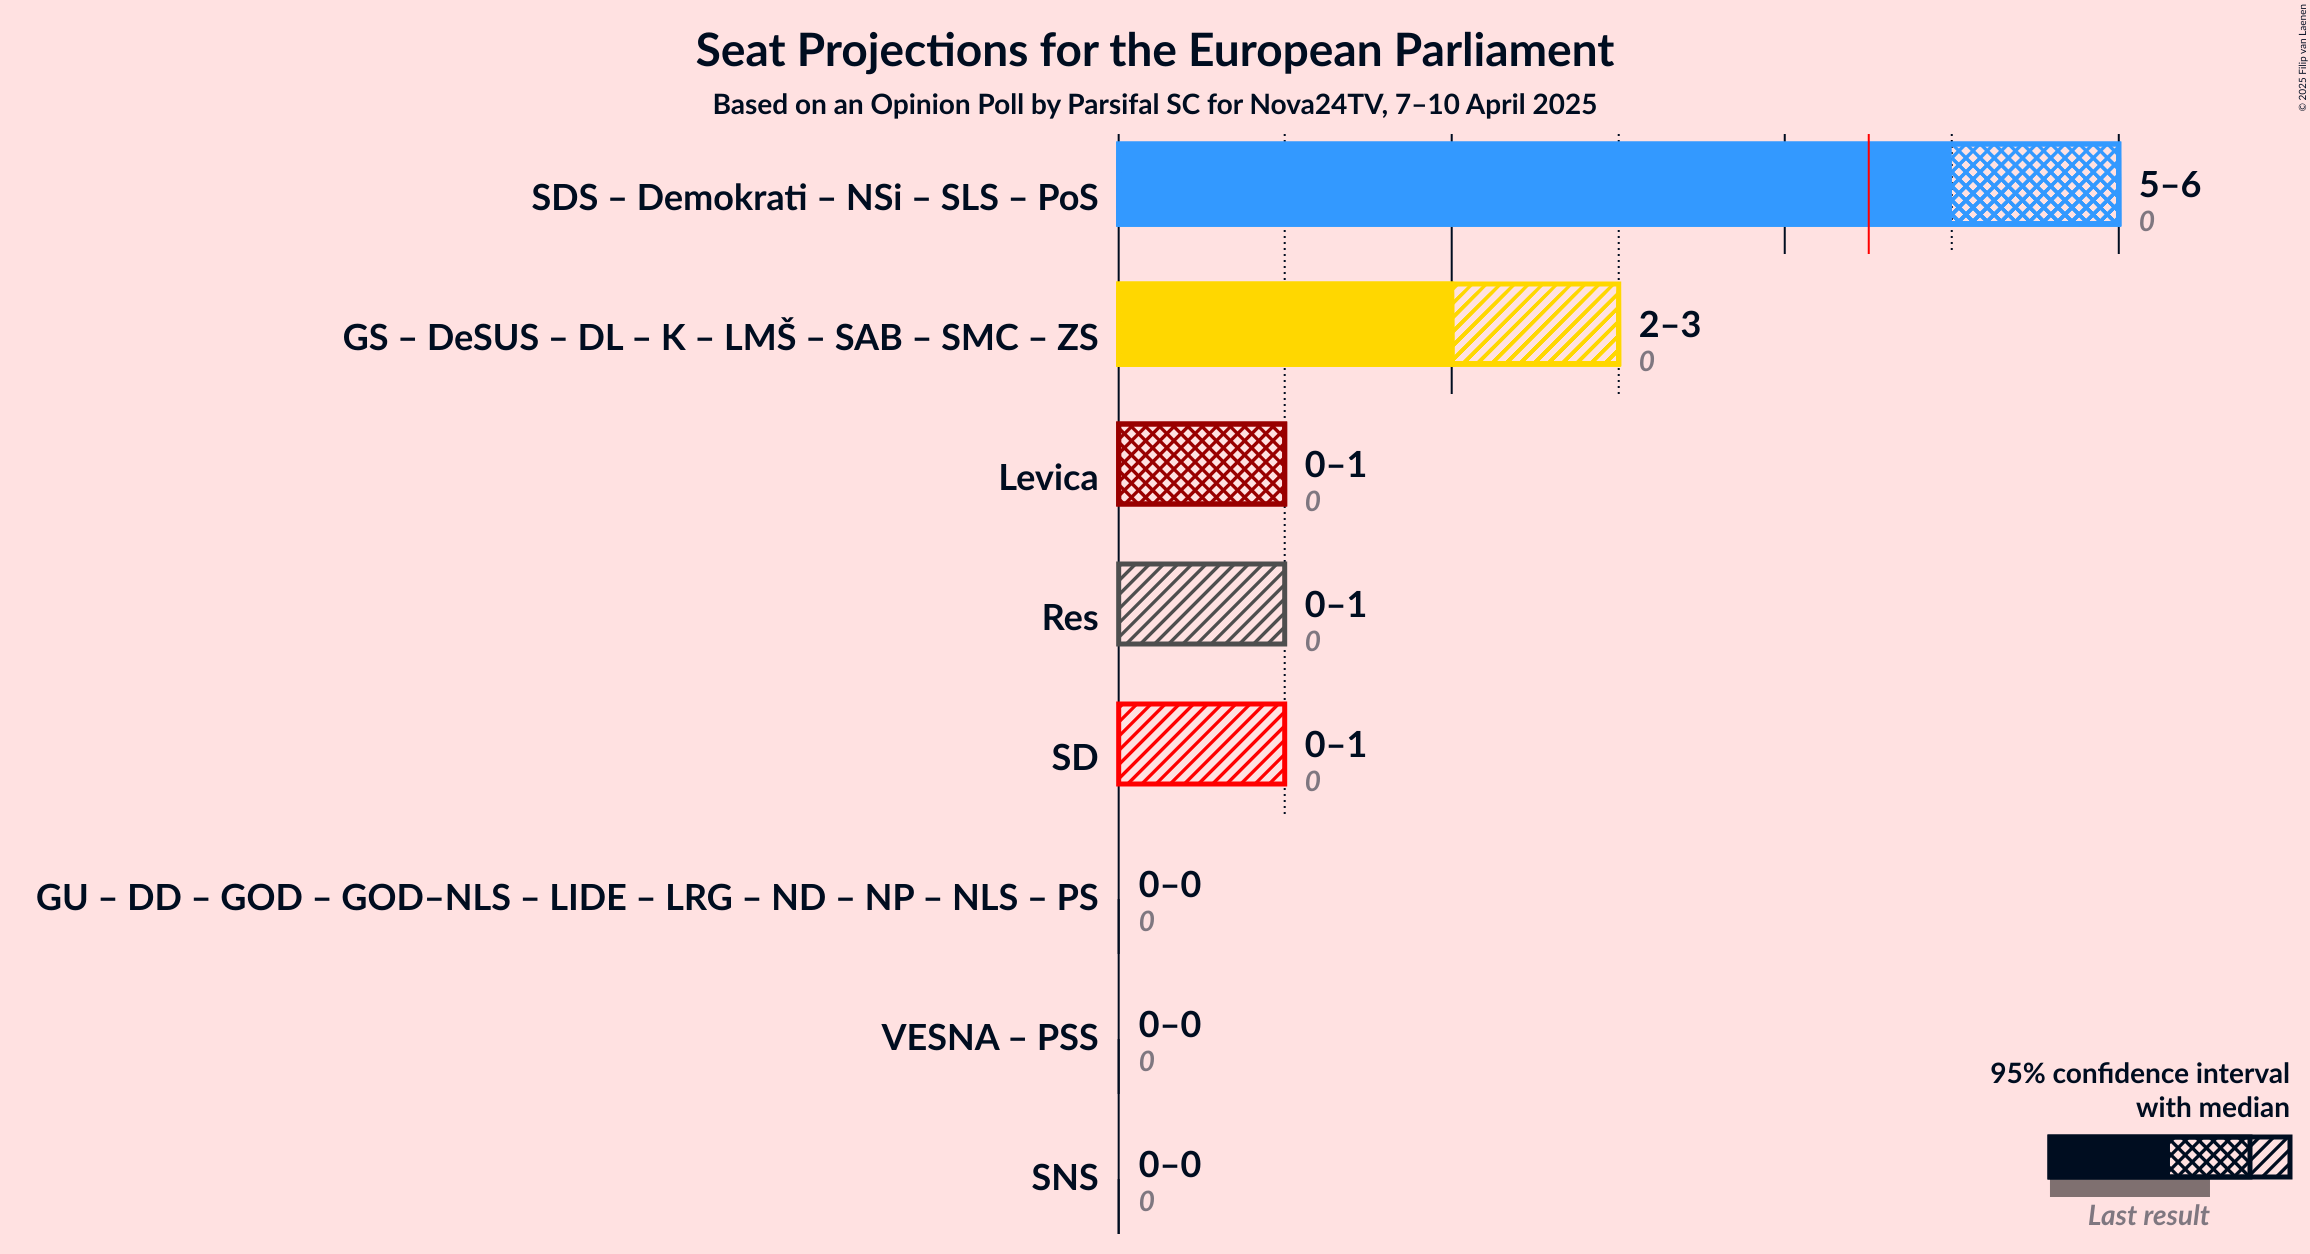 Seat Projections for the European Parliament
Based on an Opinion Poll by Parsifal SC for Nova24TV, 7–10 April 2025
© 2025 Filip van Laenen
SDS – Demokrati – NSi – SLS – PoS
5–6
0
GS – DeSUS – DL – K – LMŠ – SAB – SMC – ZS
2–3
0
Levica
0–1
0
Res
0–1
0
SD
0–1
0
GU – DD – GOD – GOD–NLS – LIDE – LRG – ND – NP – NLS – PS
0–0
0
VESNA – PSS
0–0
0
SNS
0–0
0
95% confidence interval
with median
Last result